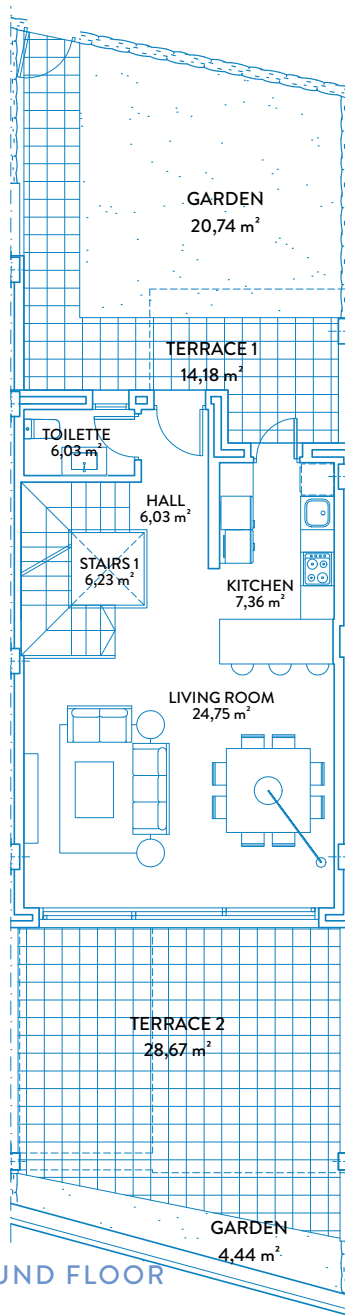 GARDEN
20,74 m²
TERRACE 1
14,18 m²
TOILETTE
6,03 m²
HALL
6,03 m²
STAIRS 1
6,23 m²
KITCHEN
7,36 m²
LIVING ROOM
24,75 m²
TERRACE 2
28,67 m²
GARDEN
4,44 m²
UND FLOOR